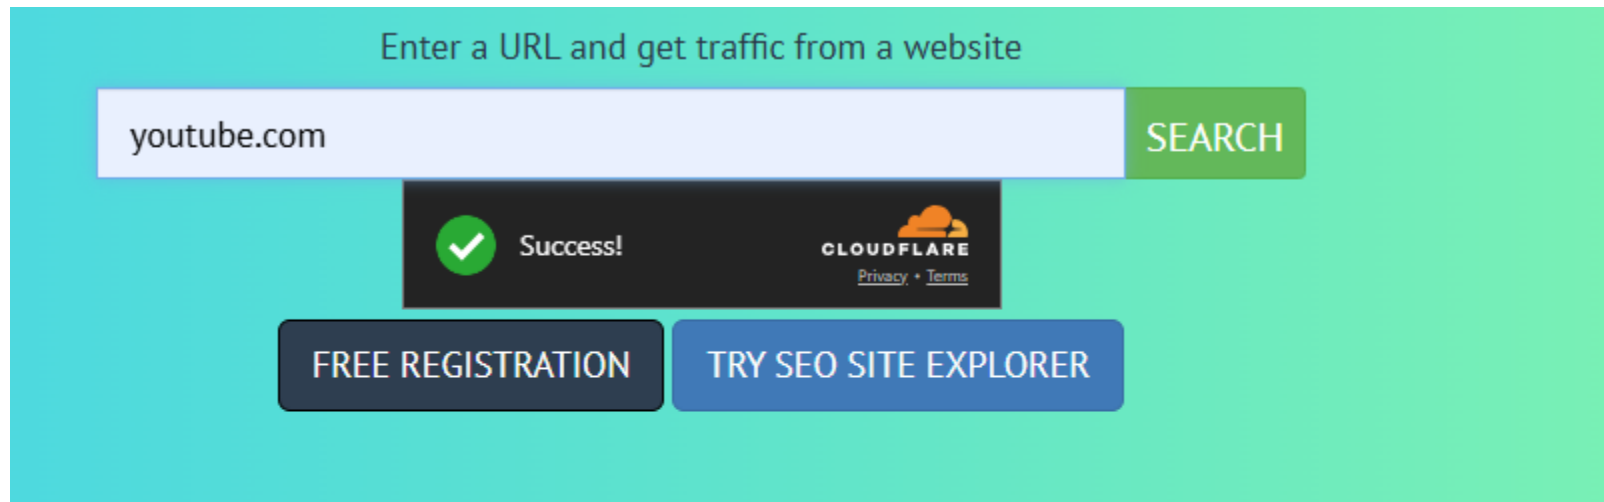 Enter a URL and get traffic from a website
youtube.com
SEARCH
Success!
CLOUDFLARE
Privacy • Terms
FREE REGISTRATION
TRY SEO SITE EXPLORER